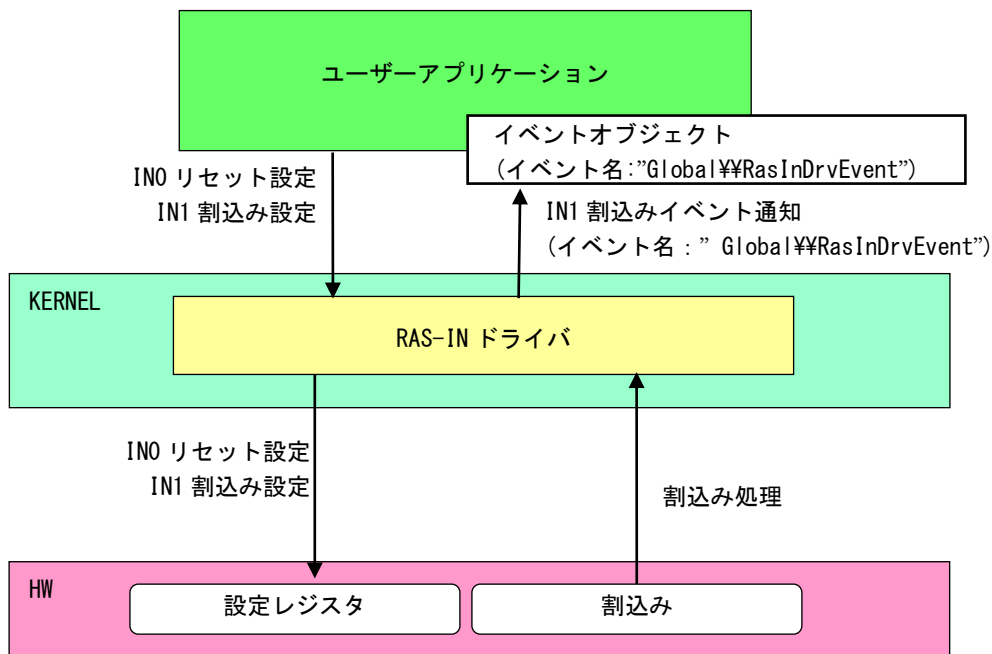 ユーザーアプリケーション
イベントオブジェクト
(イベント名:”Global¥¥RasInDrvEvent”)
IN0 リセット設定
IN1 割込み設定
IN1 割込みイベント通知
(イベント名:” Global¥¥RasInDrvEvent”)
KERNEL
RAS-IN ドライバ
IN0 リセット設定
IN1 割込み設定
割込み処理
HW
設定レジスタ
割込み